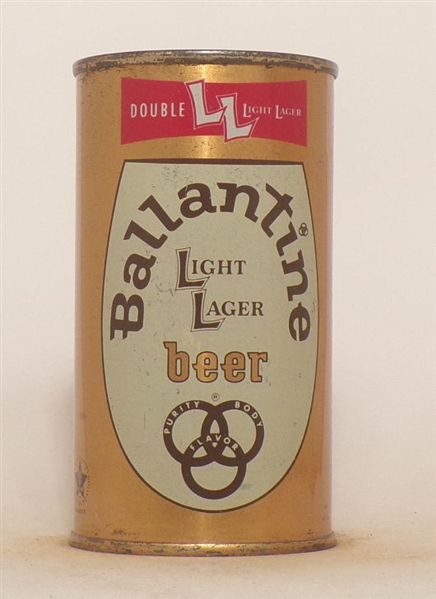 DOUBLE LL LIGHT LAGER
Ballantine
LIGHT
LAGER
beer
®
PURITY BODY
FLAVOR